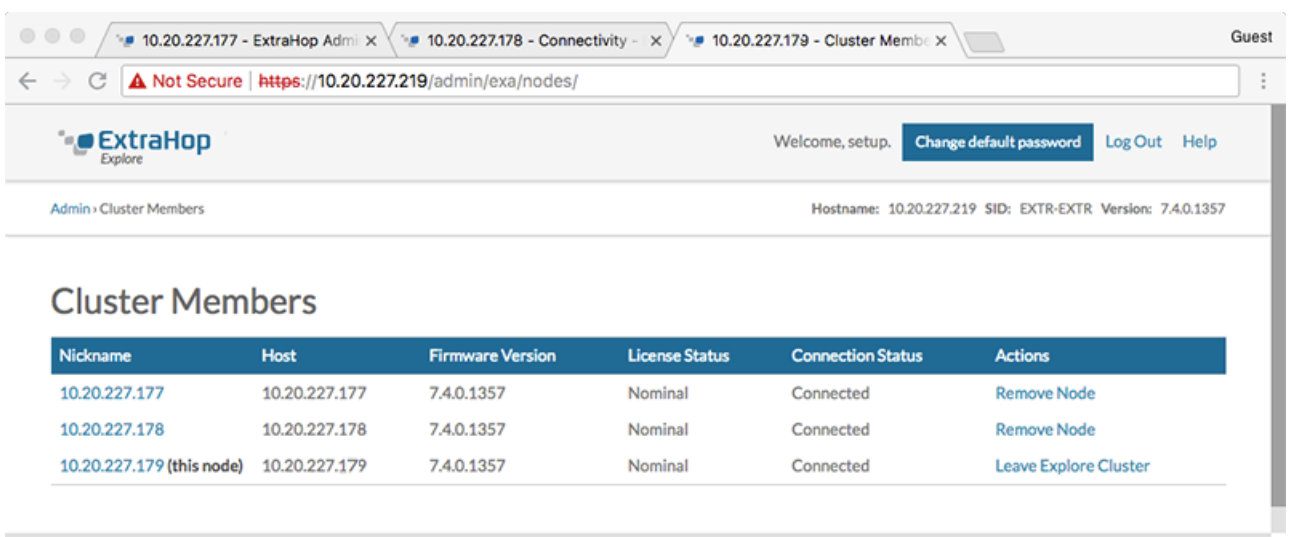 10.20.227.177 - ExtraHop Admi 10.20.227.178 - Connectivity - 10.20.227.179 - Cluster Membe Guest
Not Secure https://10.20.227.219/admin/exa/nodes/
ExtraHop
Explore
Welcome, setup. Change default password Log Out Help
Admin › Cluster Members Hostname: 10.20.227.219 SID: EXTR-EXTR Version: 7.4.0.1357
Cluster Members
Nickname Host Firmware Version License Status Connection Status Actions
10.20.227.177 10.20.227.177 7.4.0.1357 Nominal Connected Remove Node
10.20.227.178 10.20.227.178 7.4.0.1357 Nominal Connected Remove Node
10.20.227.179 (this node) 10.20.227.179 7.4.0.1357 Nominal Connected Leave Explore Cluster